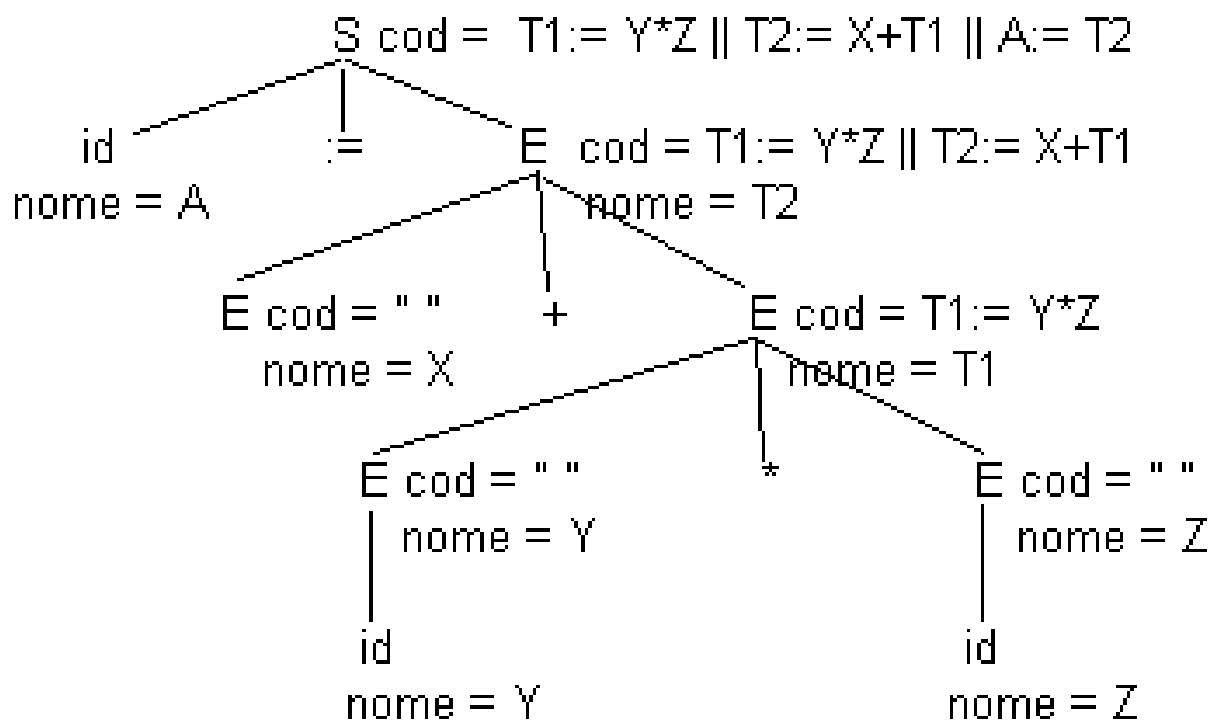 S cod = T1:= Y*Z || T2:= X+T1 || A:= T2
id := E cod = T1:= Y*Z || T2:= X+T1
nome = A nome = T2
E cod = " " + E cod = T1:= Y*Z
nome = X nome = T1
E cod = " " * E cod = " "
nome = Y nome = Z
id id
nome = Y nome = Z